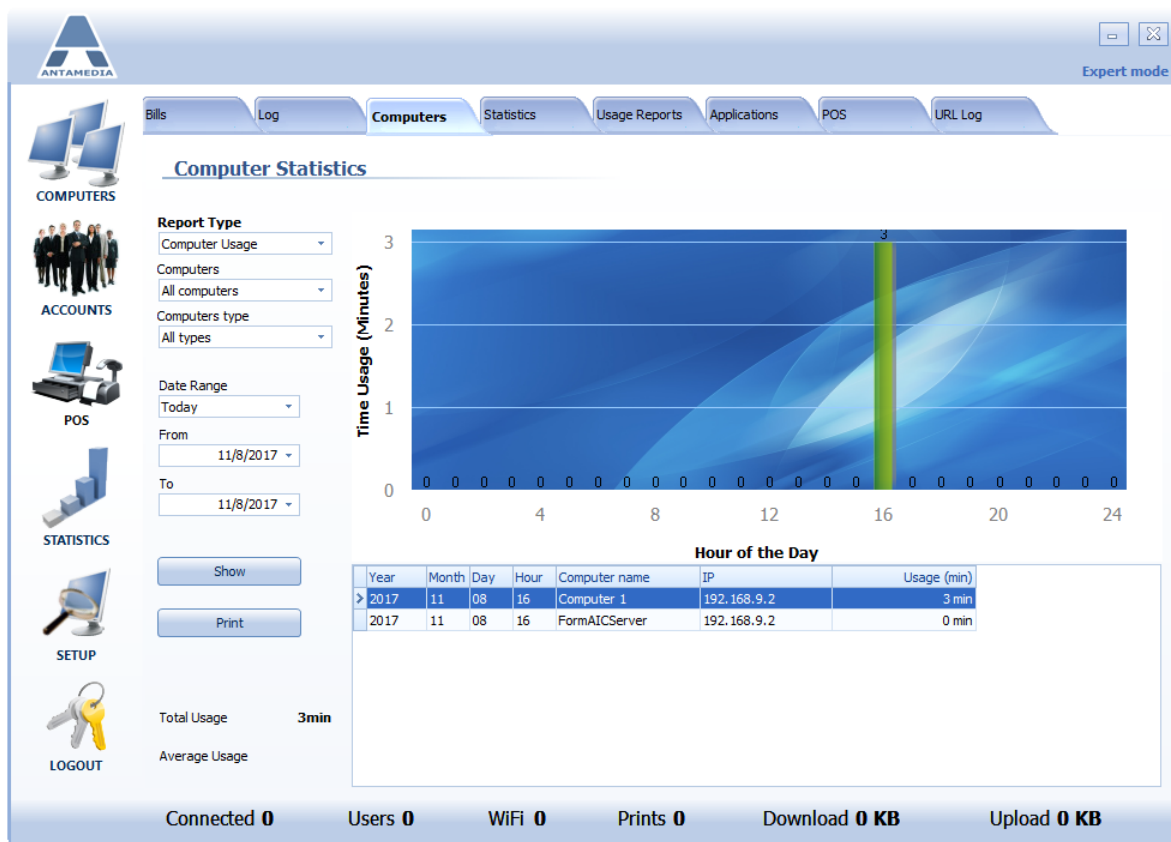 ANTAMEDIA
Expert mode
Bills Log Computers Statistics Usage Reports Applications POS URL Log
Computer Statistics
COMPUTERS
ACCOUNTS
POS
STATISTICS
SETUP
LOGOUT
Report Type
Computer Usage
Computers
All computers
Computers type
All types
Date Range
Today
From
11/8/2017
To
11/8/2017
Show
Print
Total Usage 3min
Average Usage
Time Usage (Minutes)
3
2
1
0
3
0 0 0 0 0 0 0 0 0 0 0 0 0 0 0 0 0 0 0 0 0 0 0 0
0 4 8 12 16 20 24
Hour of the Day
Year Month Day Hour Computer name IP Usage (min)
2017 11 08 16 Computer 1 192.168.9.2 3 min
2017 11 08 16 FormAICServer 192.168.9.2 0 min
Connected 0 Users 0 WiFi 0 Prints 0 Download 0 KB Upload 0 KB